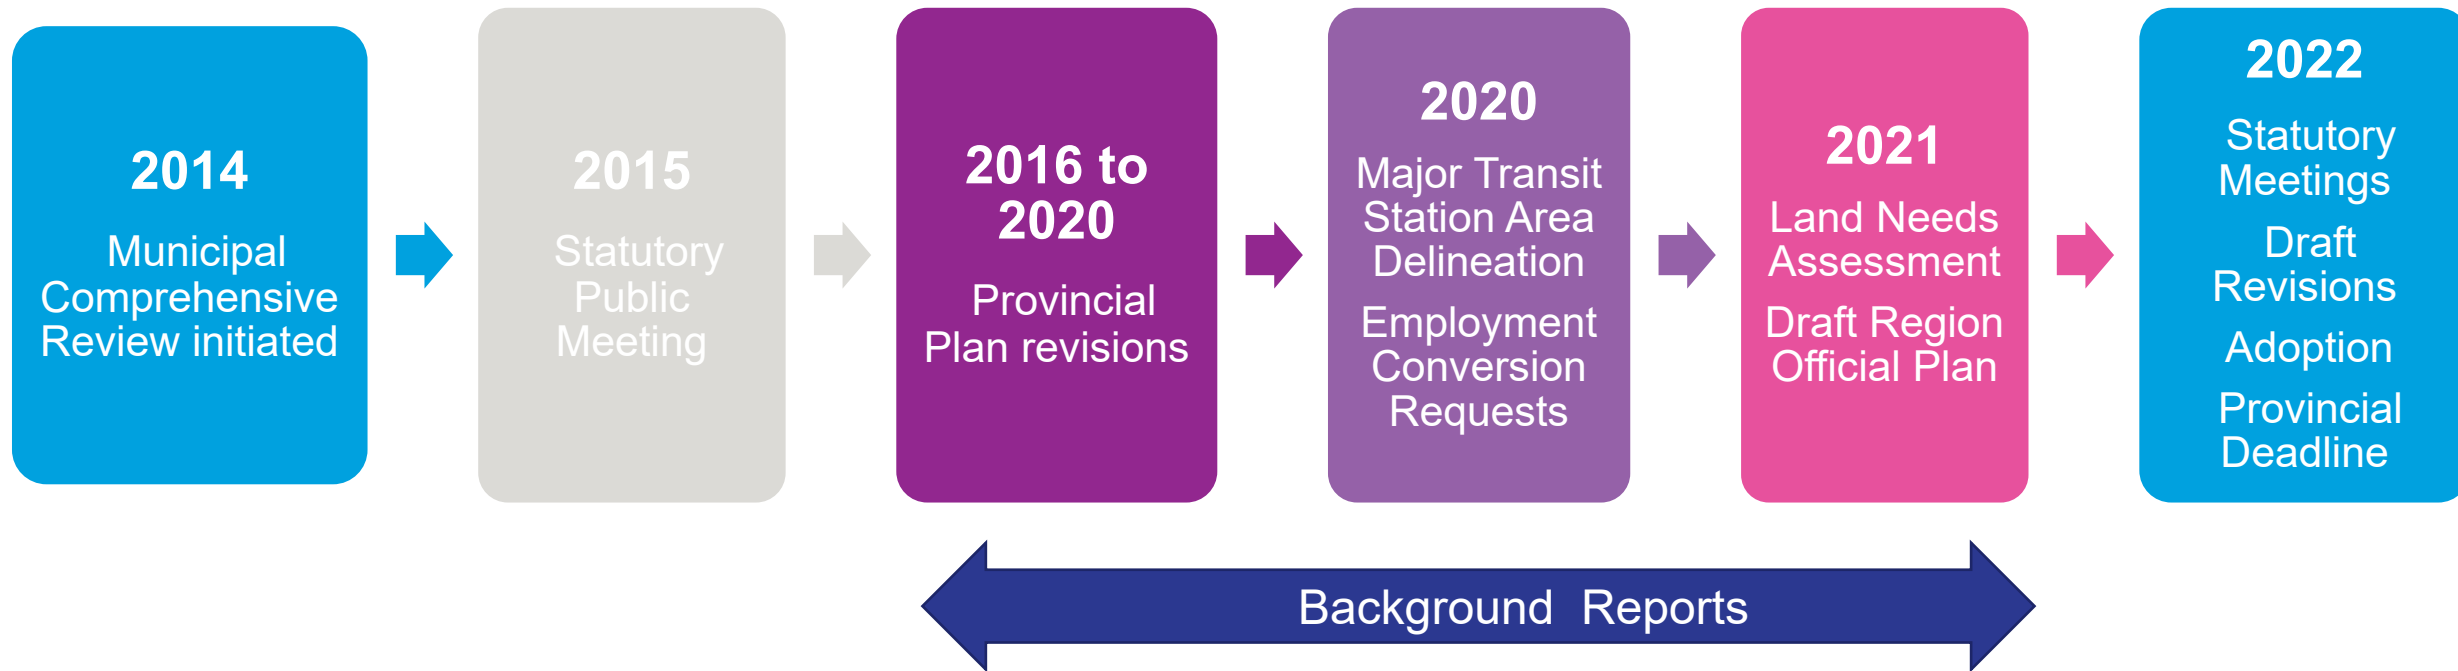 2014
Municipal
Comprehensive
Review initiated
2015
Statutory
Public
Meeting
2016 to
2020
Provincial
Plan revisions
2020
Major Transit
Station Area
Delineation
Employment
Conversion
Requests
2021
Land Needs
Assessment
Draft Region
Official Plan
2022
Statutory
Meetings
Draft
Revisions
Adoption
Provincial
Deadline
Background Reports